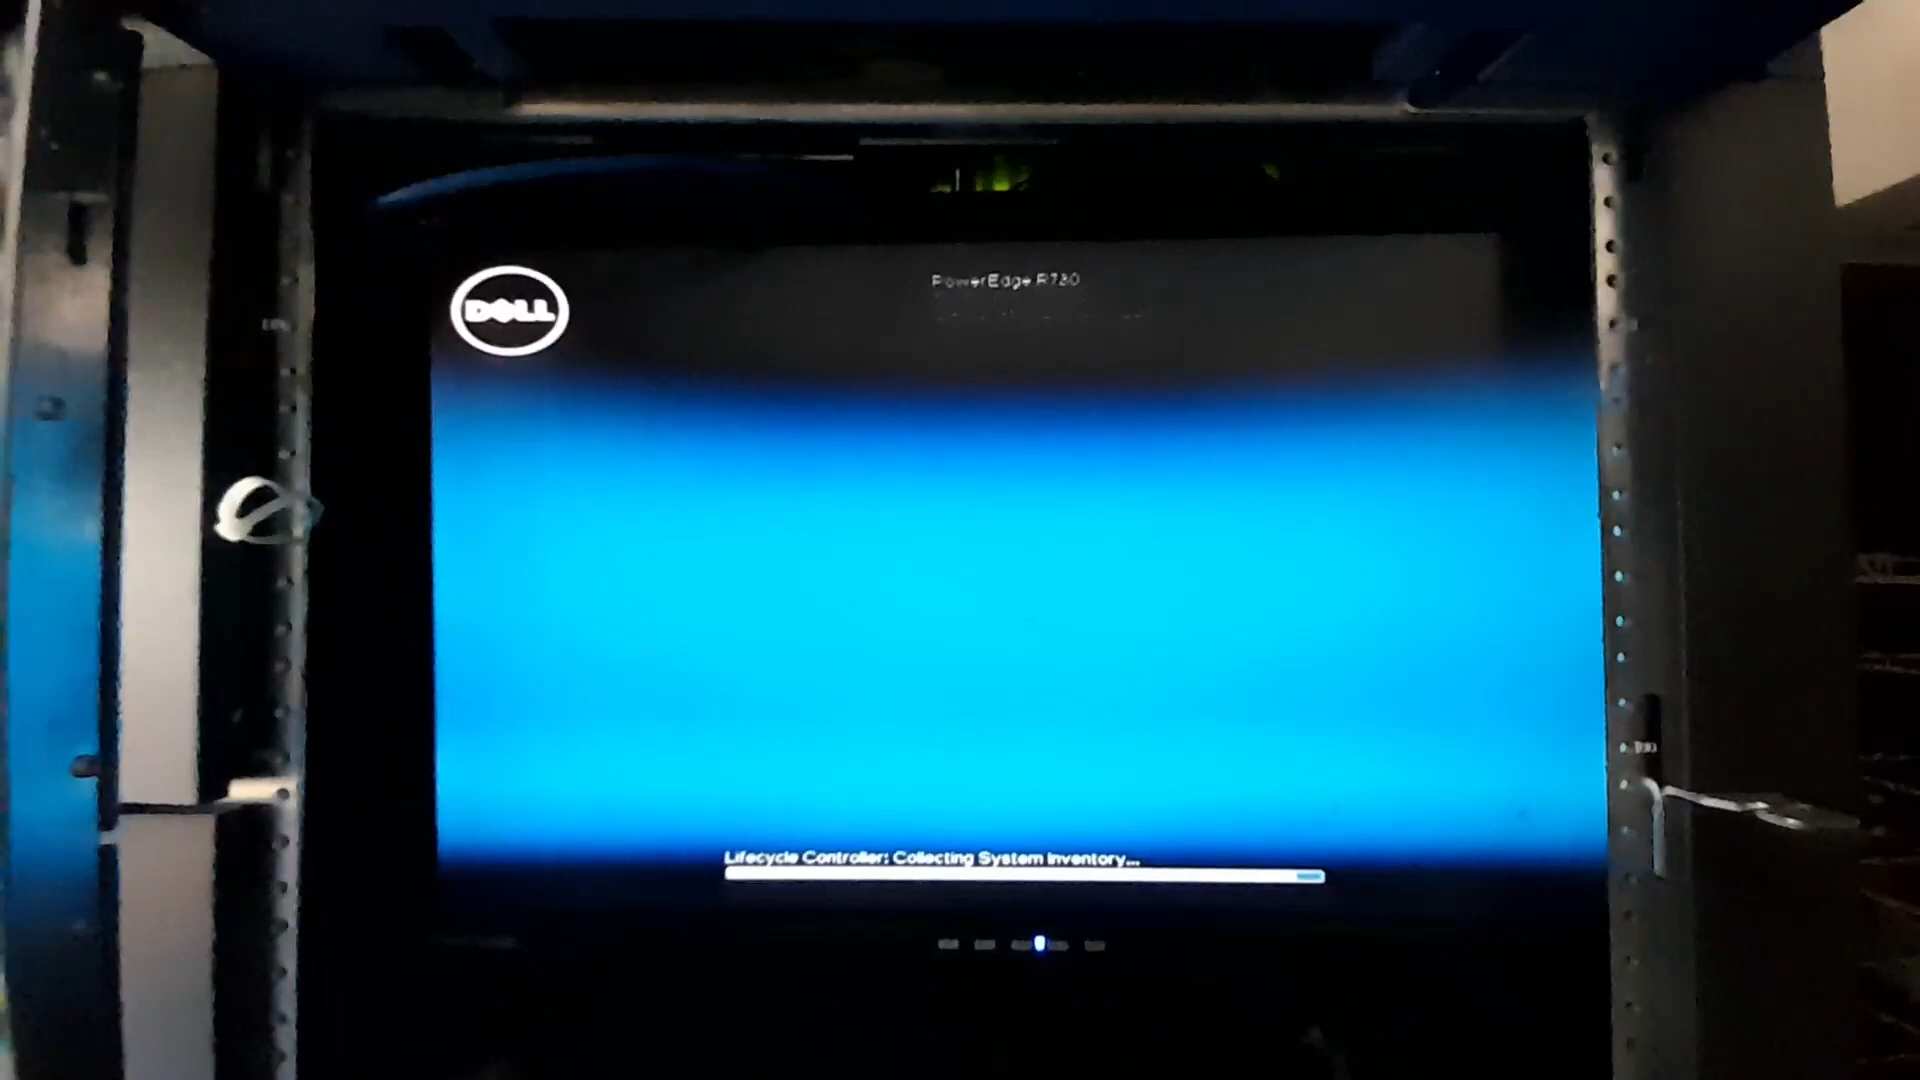 DELL
PowerEdge R730
Lifecycle Controller: Collecting System Inventory...